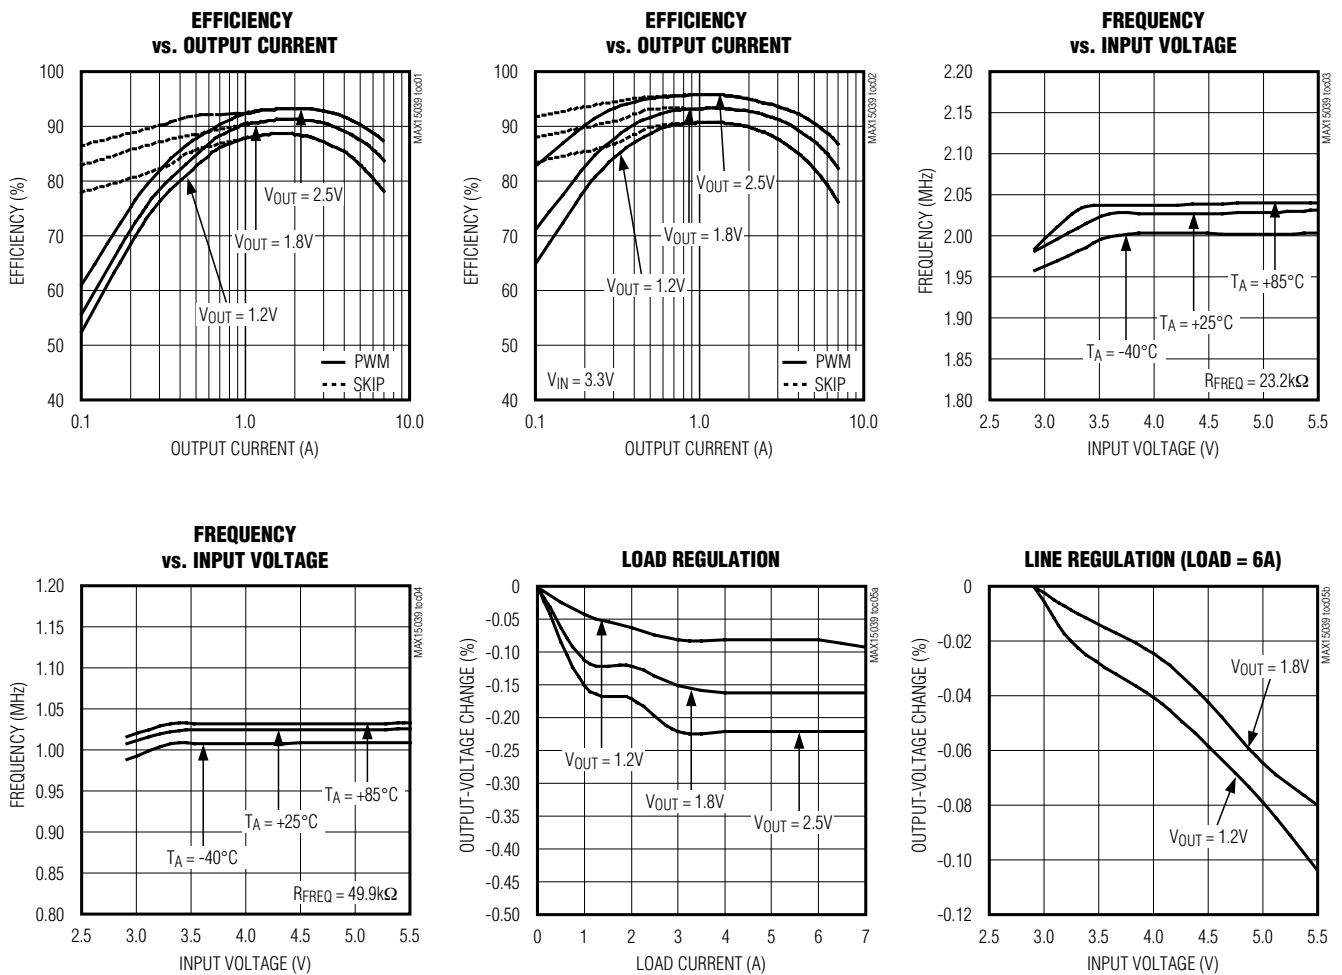 EFFICIENCY
vs. OUTPUT CURRENT
MAX15039 toc01
EFFICIENCY (%)
100
90
80
70
60
50
40
VOUT = 2.5V
VOUT = 1.8V
VOUT = 1.2V
PWM
SKIP
0.1
1.0
10.0
OUTPUT CURRENT (A)
EFFICIENCY
vs. OUTPUT CURRENT
MAX15039 toc02
EFFICIENCY (%)
100
90
80
70
60
50
40
VOUT = 2.5V
VOUT = 1.8V
VOUT = 1.2V
PWM
SKIP
VIN = 3.3V
0.1
1.0
10.0
OUTPUT CURRENT (A)
FREQUENCY
vs. INPUT VOLTAGE
MAX15039 toc03
FREQUENCY (MHz)
2.20
2.15
2.10
2.05
2.00
1.95
1.90
1.85
1.80
TA = +85°C
TA = +25°C
TA = -40°C
RFREQ = 23.2kΩ
2.5
3.0
3.5
4.0
4.5
5.0
5.5
INPUT VOLTAGE (V)
FREQUENCY
vs. INPUT VOLTAGE
MAX15039 toc04
FREQUENCY (MHz)
1.20
1.15
1.10
1.05
1.00
0.95
0.90
0.85
0.80
TA = +85°C
TA = +25°C
TA = -40°C
RFREQ = 49.9kΩ
2.5
3.0
3.5
4.0
4.5
5.0
5.5
INPUT VOLTAGE (V)
LOAD REGULATION
MAX15039 toc05a
OUTPUT-VOLTAGE CHANGE (%)
0
-0.05
-0.10
-0.15
-0.20
-0.25
-0.30
-0.35
-0.40
-0.45
-0.50
VOUT = 1.2V
VOUT = 1.8V
VOUT = 2.5V
0
1
2
3
4
5
6
7
LOAD CURRENT (A)
LINE REGULATION (LOAD = 6A)
MAX15039 toc05b
OUTPUT-VOLTAGE CHANGE (%)
0
-0.02
-0.04
-0.06
-0.08
-0.10
-0.12
VOUT = 1.8V
VOUT = 1.2V
2.5
3.0
3.5
4.0
4.5
5.0
5.5
INPUT VOLTAGE (V)